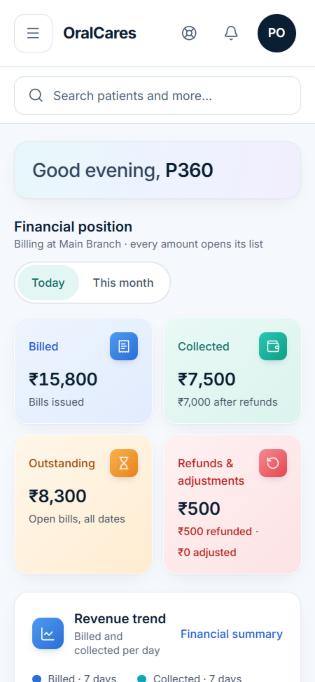 OralCares
PO
Search patients and more...
Good evening, P360
Financial position
Billing at Main Branch · every amount opens its list
Today
This month
Billed
₹15,800
Bills issued
Collected
₹7,500
₹7,000 after refunds
Outstanding
₹8,300
Open bills, all dates
Refunds &
adjustments
₹500
₹500 refunded ·
₹0 adjusted
Revenue trend
Billed and
collected per day
Financial summary
Billed · 7 days
Collected · 7 days